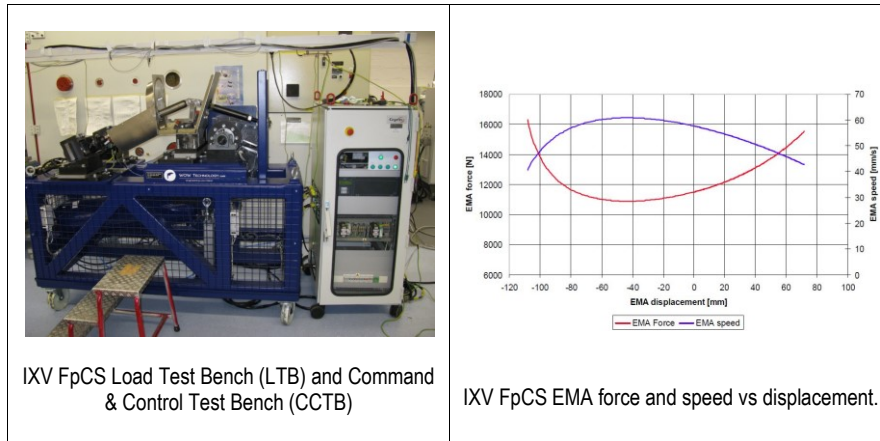 WOW TECHNOLOGY
IXV FpCS Load Test Bench (LTB) and Command
& Control Test Bench (CCTB)
18000
16000
14000
12000
10000
8000
6000
EMA force [N]
70
60
50
40
30
20
10
0
EMA speed [mm/s]
-120 -100 -80 -60 -40 -20 0 20 40 60 80 100
EMA displacement [mm]
EMA Force EMA speed
IXV FpCS EMA force and speed vs displacement.